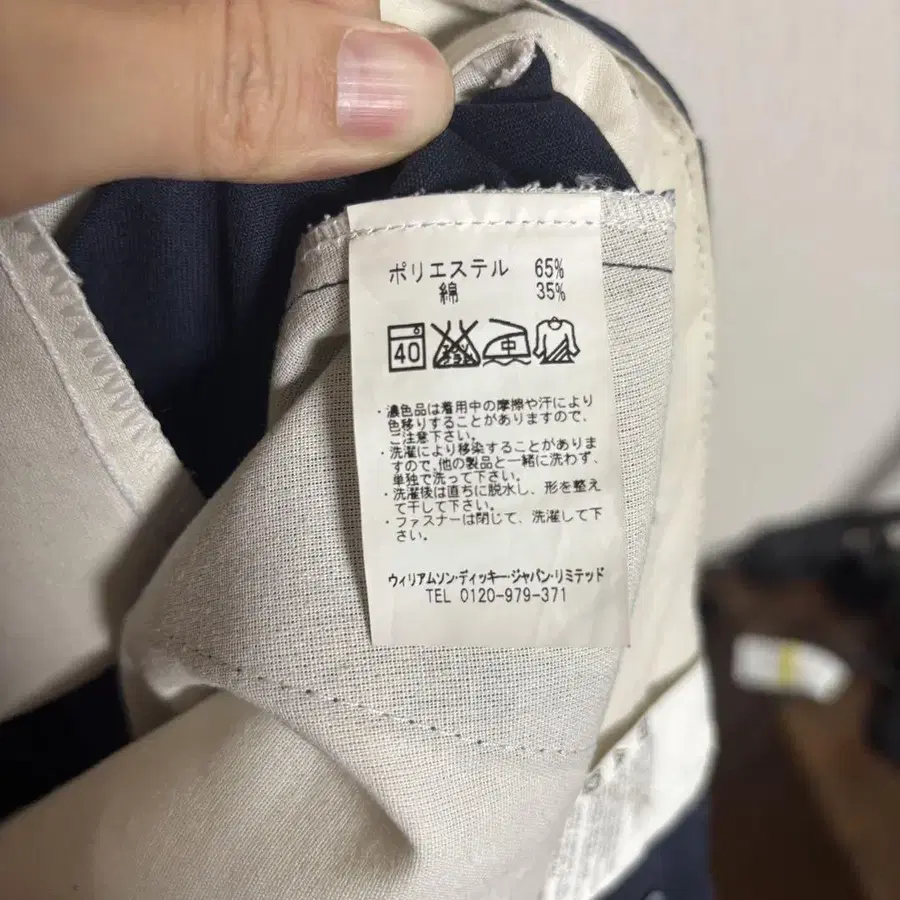 ポリエステル 65%
綿 35%
40 エンソサラシ 中
・濃色品は着用中の摩擦や汗により
色移りすることがありますので、
ご注意下さい。
・洗濯により移染することがありま
すので、他の製品と一緒に洗わず、
単独で洗って下さい。
・洗濯後は直ちに脱水し、形を整え
て干して下さい。
・ファスナーは閉じて、洗濯して下
さい。
ウィリアムソン・ディッキー・ジャパン・リミテッド
TEL 0120-979-371